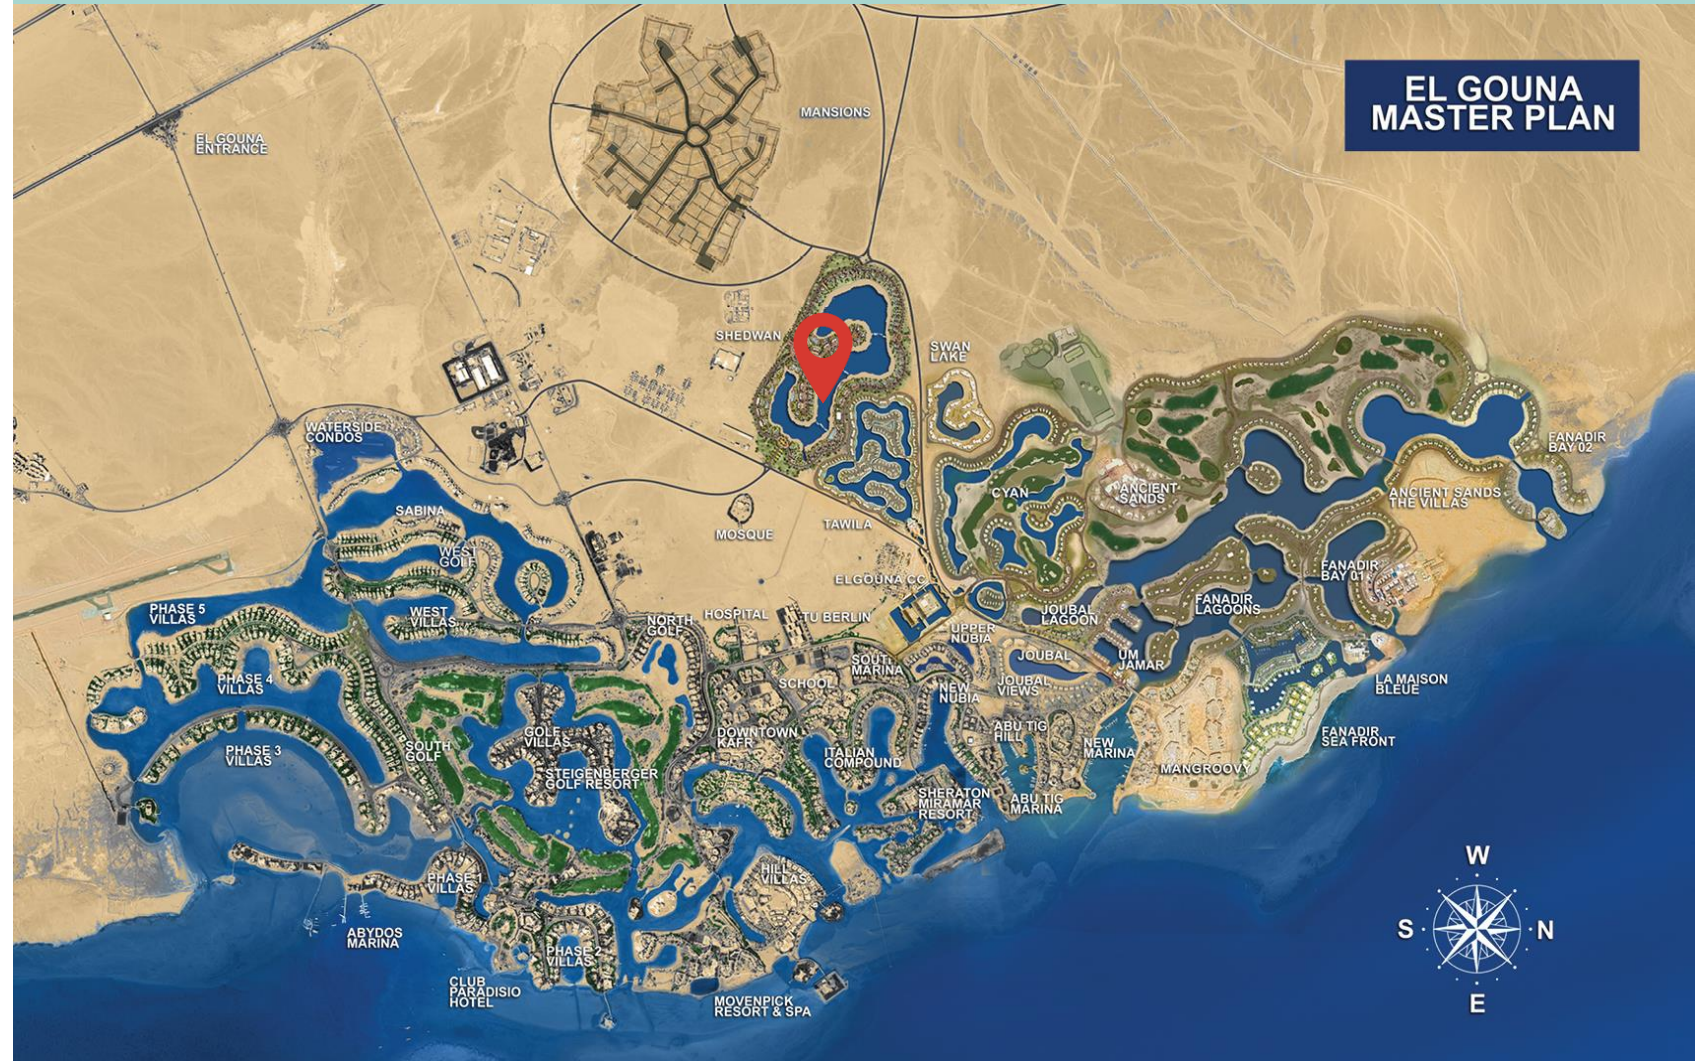 EL GOUNA
MASTER PLAN
MANSIONS
EL GOUNA
ENTRANCE
SHEDWAN
SWAN
LAKE
WATERSIDE
CONDOS
FANADIR
BAY 02
ANCIENT
SANDS
CYAN
ANCIENT SANDS
THE VILLAS
SABINA
TAWILA
MOSQUE
WEST
GOLF
FANADIR
BAY 01
ELGOUNA CC
PHASE 5
VILLAS
WEST
VILLAS
NORTH
GOLF
HOSPITAL
TU BERLIN
JOUBAL
LAGOON
FANADIR
LAGOONS
UPPER
NUBIA
SOUTH
MARINA
JOUBAL
UM
JAMAR
PHASE 4
VILLAS
SCHOOL
NEW
NUBIA
JOUBAL
VIEWS
LA MAISON
BLEUE
PHASE 3
VILLAS
SOUTH
GOLF
GOLF
VILLAS
DOWNTOWN
KAFR
ITALIAN
COMPOUND
ABU TIG
HILL
NEW
MARINA
FANADIR
SEA FRONT
STEIGENBERGER
GOLF RESORT
MANGROOVY
SHERATON
MIRAMAR
RESORT
ABU TIG
MARINA
PHASE 1
VILLAS
HILL
VILLAS
ABYDOS
MARINA
PHASE 2
VILLAS
CLUB
PARADISIO
HOTEL
MOVENPICK
RESORT & SPA
W
S N
E